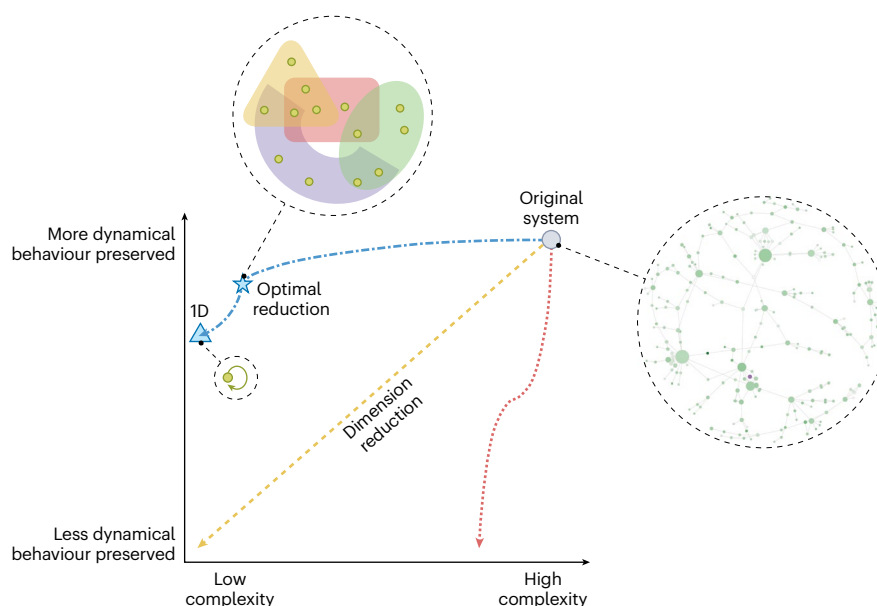 Original
system
More dynamical
behaviour preserved
Optimal
reduction
1D
Dimension
reduction
Less dynamical
behaviour preserved
Low
complexity
High
complexity